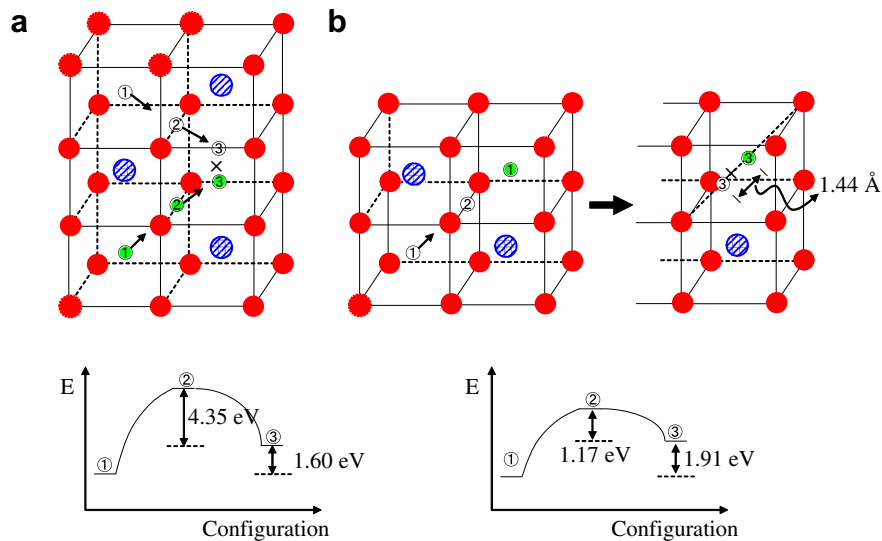 a
b
①
②
③
③
②
①
①
②
①
③
③
1.44 Å
E
②
4.35 eV
③
①
1.60 eV
Configuration
E
②
①
1.17 eV
③
1.91 eV
Configuration